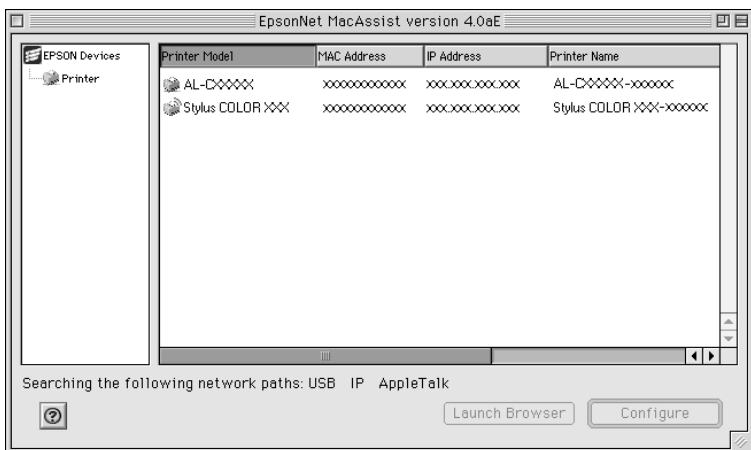 EpsonNet MacAssist version 4.0aE
EPSON Devices
Printer
Printer Model MAC Address IP Address Printer Name
AL-CXXXXX XXXXXXXXXXXX XXX.XXX.XXX.XXX AL-CXXXXX-XXXXXX
Stylus COLOR XXX XXXXXXXXXXXX XXX.XXX.XXX.XXX Stylus COLOR XXX-XXXXXX
Searching the following network paths: USB IP AppleTalk
? Launch Browser Configure